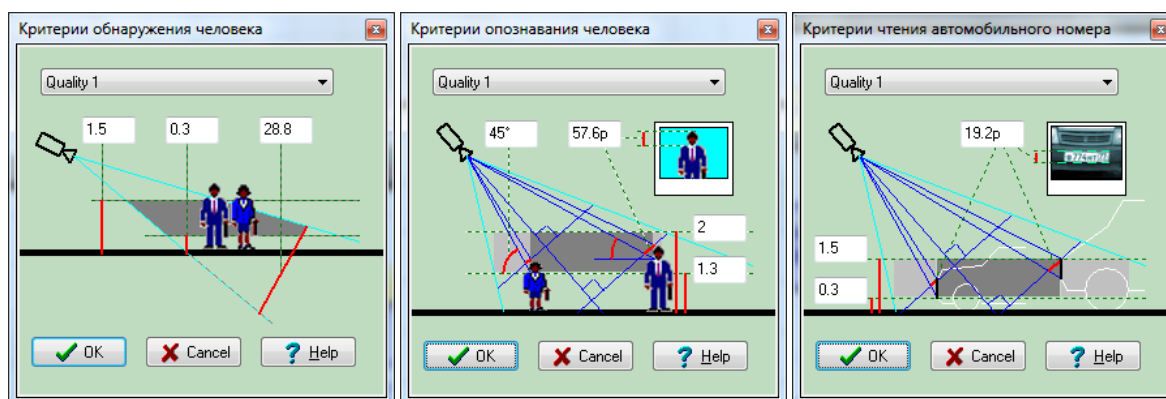 Критерии обнаружения человека
Quality 1
1.5
0.3
28.8
OK
Cancel
Help
Критерии опознавания человека
Quality 1
45°
57.6p
2
1.3
OK
Cancel
Help
Критерии чтения автомобильного номера
Quality 1
19.2p
1.5
0.3
OK
Cancel
Help